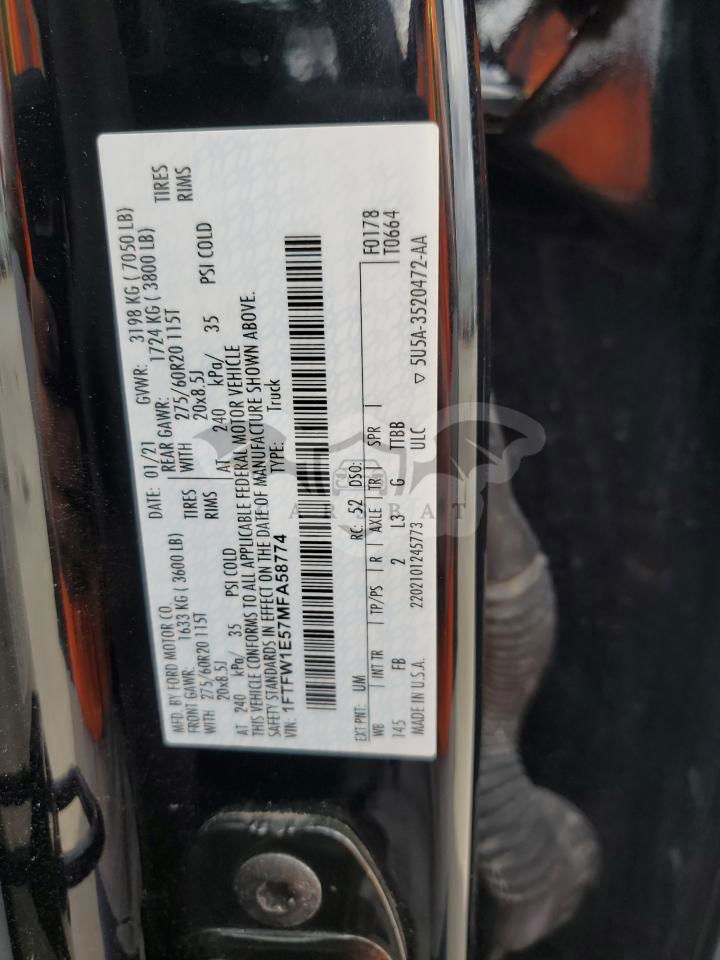 MFD. BY FORD MOTOR CO.
DATE: 01/21 GVWR: 3198 KG ( 7050 LB)
FRONT GAWR: 1633 KG ( 3600 LB) REAR GAWR: 1724 KG ( 3800 LB)
WITH 275/60R20 115T TIRES WITH 275/60R20 115T TIRES
20x8.5J RIMS 20x8.5J RIMS
AT 240 kPa/ 35 PSI COLD AT 240 kPa/ 35 PSI COLD
THIS VEHICLE CONFORMS TO ALL APPLICABLE FEDERAL MOTOR VEHICLE
SAFETY STANDARDS IN EFFECT ON THE DATE OF MANUFACTURE SHOWN ABOVE.
VIN: 1FTFW1E57MFA58774 TYPE: Truck
EXT PNT: UM RC: 52 DSO: F0178
WB INT TR TP/PS R AXLE TR SPR T0664
145 FB 2 L3 G TTBB
MADE IN U.S.A. 2202101245773 ULC ▽ 5U5A-3520472-AA